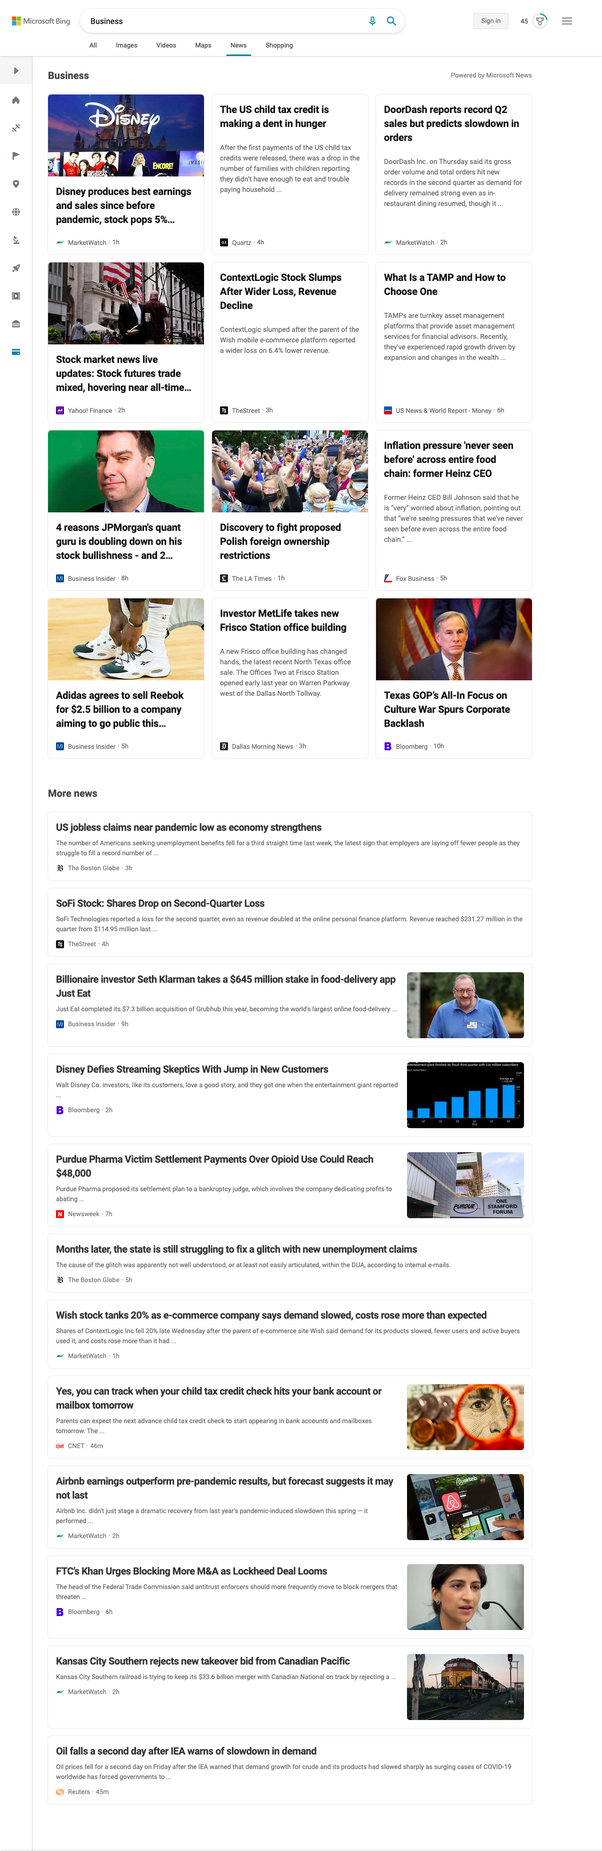 Microsoft Bing
Business
Sign in
45
All
Images
Videos
Maps
News
Shopping
Business
Powered by Microsoft News
Disney
ENCORE!
Disney produces best earnings
and sales since before
pandemic, stock pops 5%...
MarketWatch · 1h
The US child tax credit is
making a dent in hunger
After the first payments of the US child tax
credits were released, there was a drop in the
number of families with children reporting
they didn't have enough to eat and trouble
paying household ...
Quartz · 4h
DoorDash reports record Q2
sales but predicts slowdown in
orders
DoorDash Inc. on Thursday said its gross
order volume and total orders hit new
records in the second quarter as demand for
delivery remained strong even as in-
restaurant dining resumed, though it ...
MarketWatch · 2h
Stock market news live
updates: Stock futures trade
mixed, hovering near all-time...
Yahoo! Finance · 2h
ContextLogic Stock Slumps
After Wider Loss, Revenue
Decline
ContextLogic slumped after the parent of the
Wish mobile e-commerce platform reported
a wider loss on 6.4% lower revenue.
TheStreet · 3h
What Is a TAMP and How to
Choose One
TAMPs are turnkey asset management
platforms that provide asset management
services for financial advisors. Recently,
they've experienced rapid growth driven by
expansion and changes in the wealth ...
US News & World Report - Money · 6h
4 reasons JPMorgan's quant
guru is doubling down on his
stock bullishness - and 2...
Business Insider · 8h
Discovery to fight proposed
Polish foreign ownership
restrictions
The LA Times · 1h
Inflation pressure 'never seen
before' across entire food
chain: former Heinz CEO
Former Heinz CEO Bill Johnson said that he
is "very" worried about inflation, pointing out
that "we're seeing pressures that we've never
seen before even across the entire food
chain." ...
Fox Business · 5h
Adidas agrees to sell Reebok
for $2.5 billion to a company
aiming to go public this...
Business Insider · 5h
Investor MetLife takes new
Frisco Station office building
A new Frisco office building has changed
hands, the latest recent North Texas office
sale. The Offices Two at Frisco Station
opened early last year on Warren Parkway
west of the Dallas North Tollway.
Dallas Morning News · 3h
Texas GOP's All-In Focus on
Culture War Spurs Corporate
Backlash
Bloomberg · 10h
More news
US jobless claims near pandemic low as economy strengthens
The number of Americans seeking unemployment benefits fell for a third straight time last week, the latest sign that employers are laying off fewer people as they
struggle to fill a record number of ...
The Boston Globe · 3h
SoFi Stock: Shares Drop on Second-Quarter Loss
SoFi Technologies reported a loss for the second quarter, even as revenue doubled at the online personal finance platform. Revenue reached $231.27 million in the
quarter from $114.95 million last ...
TheStreet · 4h
Billionaire investor Seth Klarman takes a $645 million stake in food-delivery app
Just Eat
Just Eat completed its $7.3 billion acquisition of Grubhub this year, becoming the world's largest online food-delivery ...
Business Insider · 9h
Disney Defies Streaming Skeptics With Jump in New Customers
Walt Disney Co. investors, like its customers, love a good story, and they got one when the entertainment giant reported
...
Bloomberg · 2h
Purdue Pharma Victim Settlement Payments Over Opioid Use Could Reach
$48,000
Purdue Pharma proposed its settlement plan to a bankruptcy judge, which involves the company dedicating profits to
abating ...
Newsweek · 7h
PURDUE
ONE
STAMFORD
FORUM
Months later, the state is still struggling to fix a glitch with new unemployment claims
The cause of the glitch was apparently not well understood, or at least not easily articulated, within the DUA, according to internal e-mails.
The Boston Globe · 5h
Wish stock tanks 20% as e-commerce company says demand slowed, costs rose more than expected
Shares of ContextLogic Inc fell 20% late Wednesday after the parent of e-commerce site Wish said demand for its products slowed, fewer users and active buyers
used it, and costs rose more than it had ...
MarketWatch · 1h
Yes, you can track when your child tax credit check hits your bank account or
mailbox tomorrow
Parents can expect the next advance child tax credit check to start appearing in bank accounts and mailboxes
tomorrow. The ...
CNET · 46m
Airbnb earnings outperform pre-pandemic results, but forecast suggests it may
not last
Airbnb Inc. didn't just stage a dramatic recovery from last year's pandemic-induced slowdown this spring — it
performed ...
MarketWatch · 2h
airbnb
FTC's Khan Urges Blocking More M&A as Lockheed Deal Looms
The head of the Federal Trade Commission said antitrust enforcers should more frequently move to block mergers that
threaten ...
Bloomberg · 6h
Kansas City Southern rejects new takeover bid from Canadian Pacific
Kansas City Southern railroad is trying to keep its $33.6 billion merger with Canadian National on track by rejecting a ...
MarketWatch · 2h
Oil falls a second day after IEA warns of slowdown in demand
Oil prices fell for a second day on Friday after the IEA warned that demand growth for crude and its products had slowed sharply as surging cases of COVID-19
worldwide has forced governments to ...
Reuters · 45m